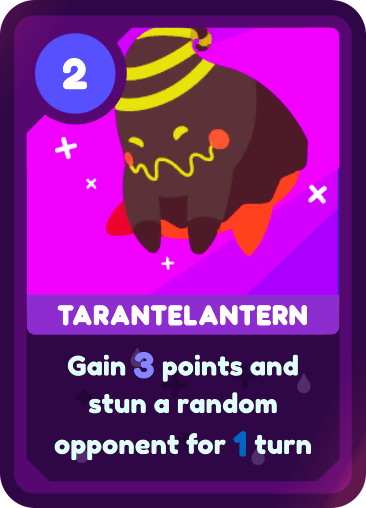 2
TARANTELANTERN
Gain 3 points and
stun a random
opponent for 1 turn